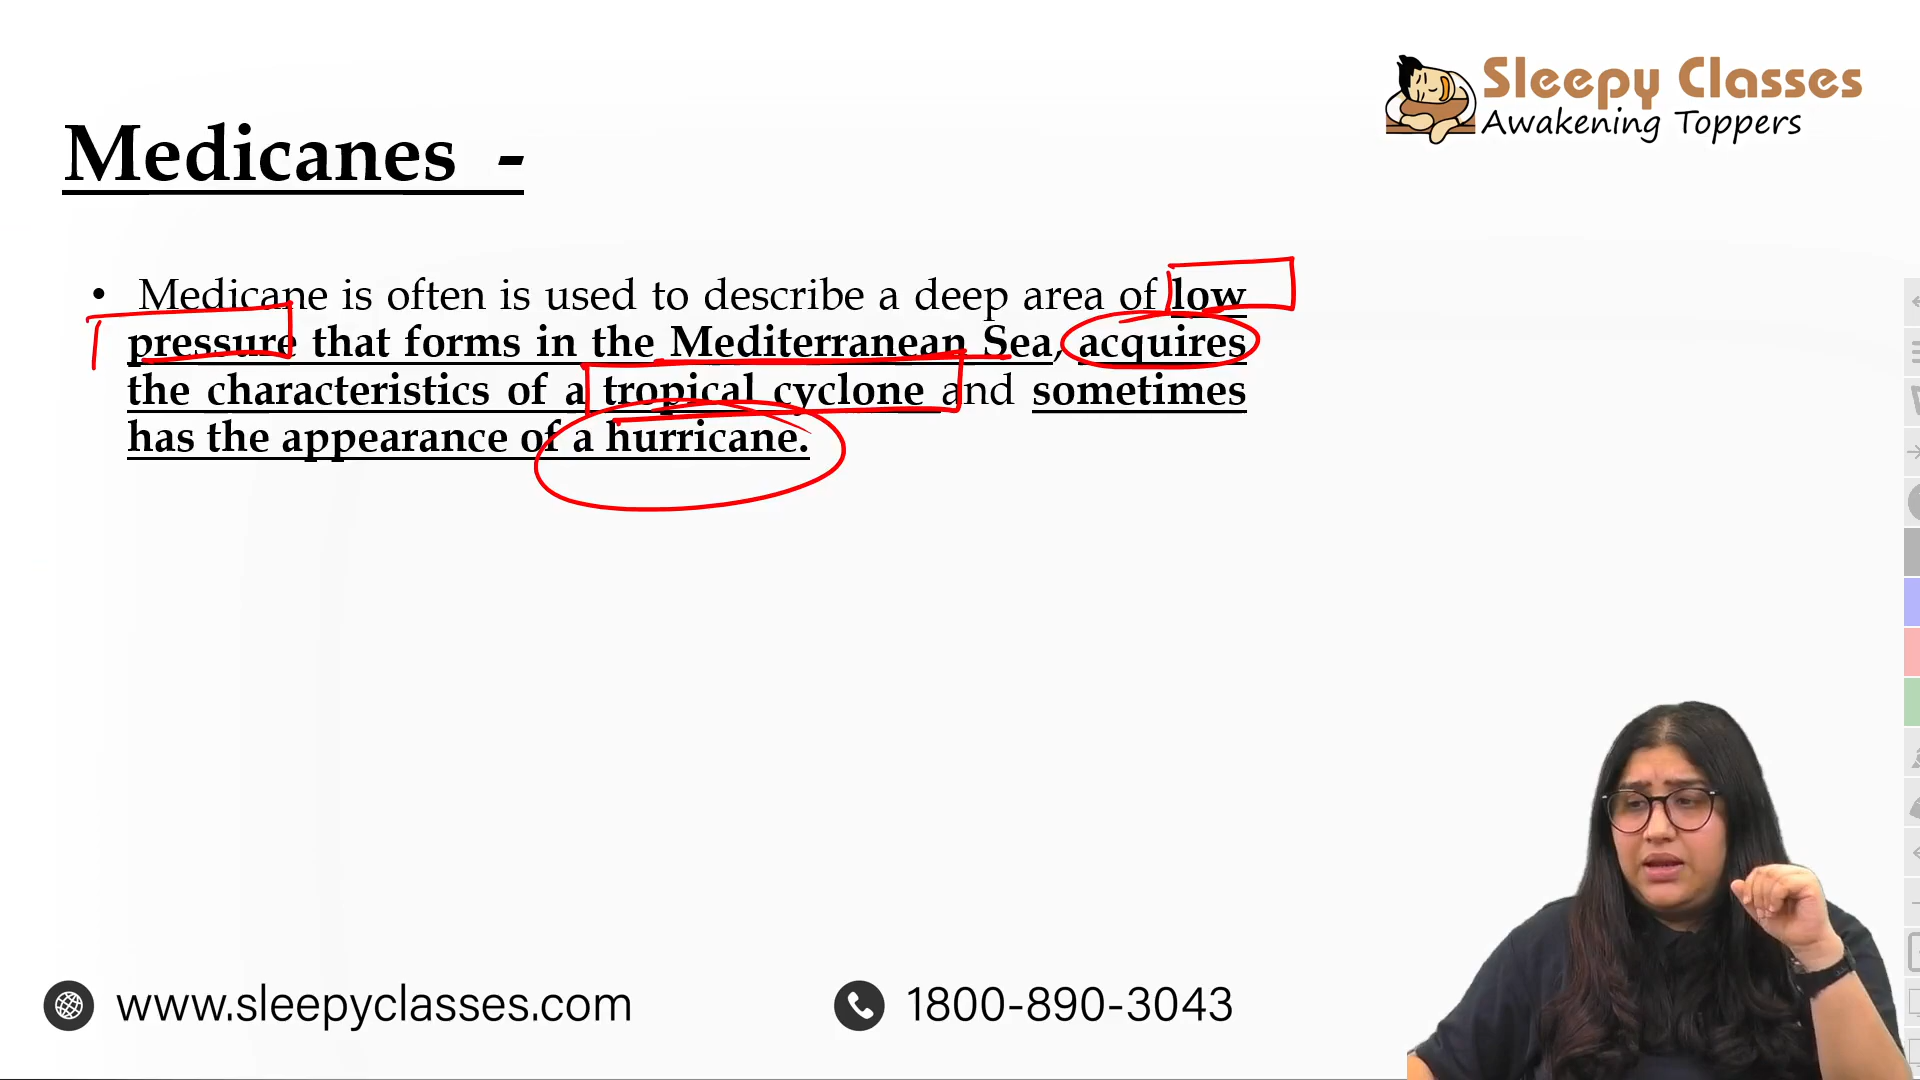 Sleepy Classes
Awakening Toppers
Medicanes -
• Medicane is often is used to describe a deep area of low
pressure that forms in the Mediterranean Sea, acquires
the characteristics of a tropical cyclone and sometimes
has the appearance of a hurricane.
www.sleepyclasses.com
1800-890-3043